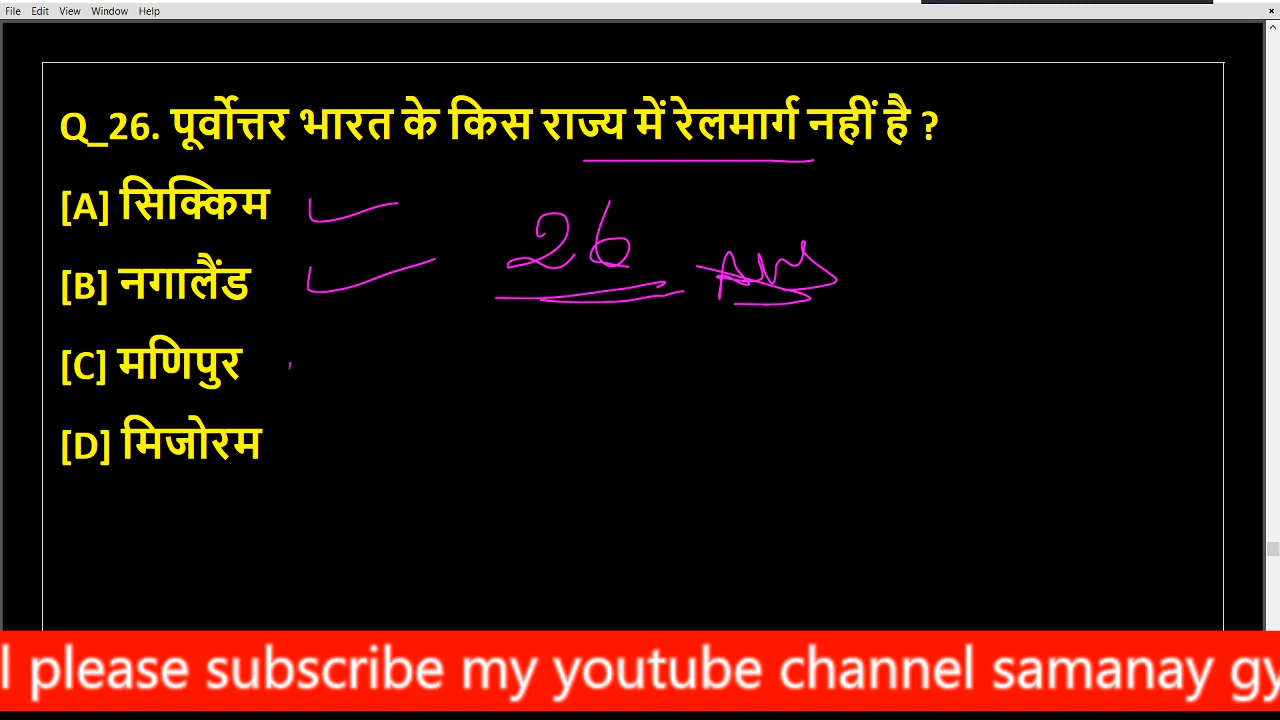 File Edit View Window Help
Q_26. पूर्वोत्तर भारत के किस राज्य में रेलमार्ग नहीं है ?
[A] सिक्किम
[B] नगालैंड
26 Ans
[C] मणिपुर
[D] मिजोरम
l please subscribe my youtube channel samanay gy